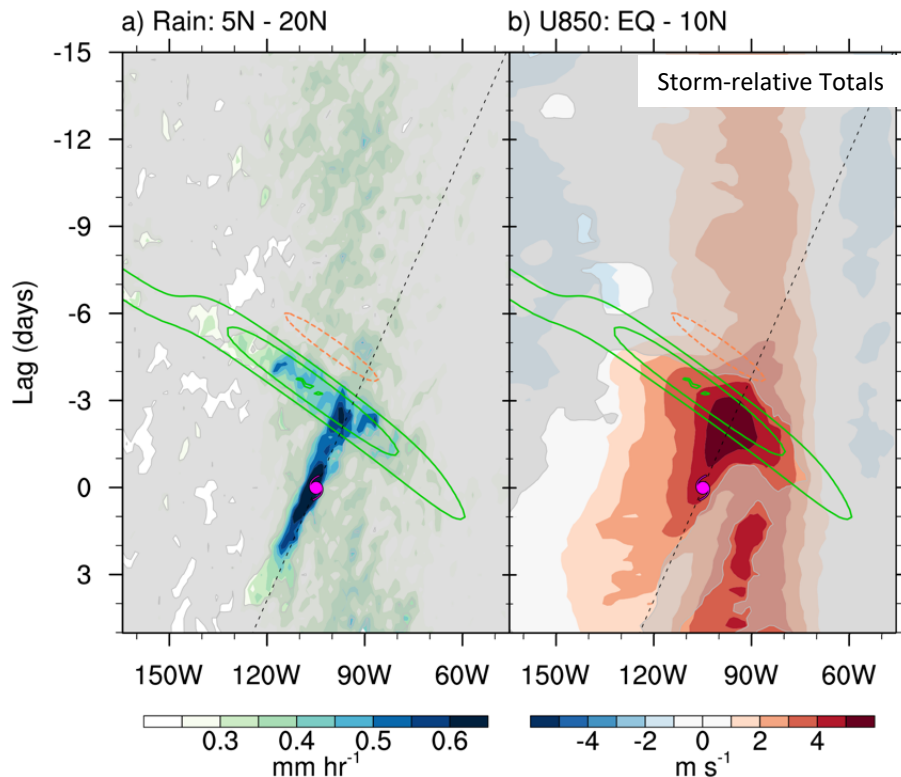 a) Rain: 5N - 20N
b) U850: EQ - 10N
Storm-relative Totals
Lag (days)
-15
-12
-9
-6
-3
0
3
150W 120W 90W 60W
150W 120W 90W 60W
0.3 0.4 0.5 0.6
mm hr-1
-4 -2 0 2 4
m s-1